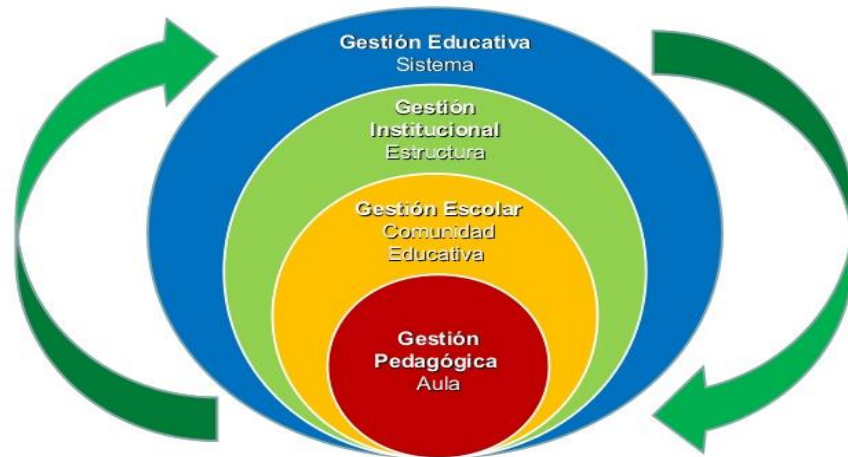 Gestión Educativa
Sistema
Gestión
Institucional
Estructura
Gestión Escolar
Comunidad
Educativa
Gestión
Pedagógica
Aula